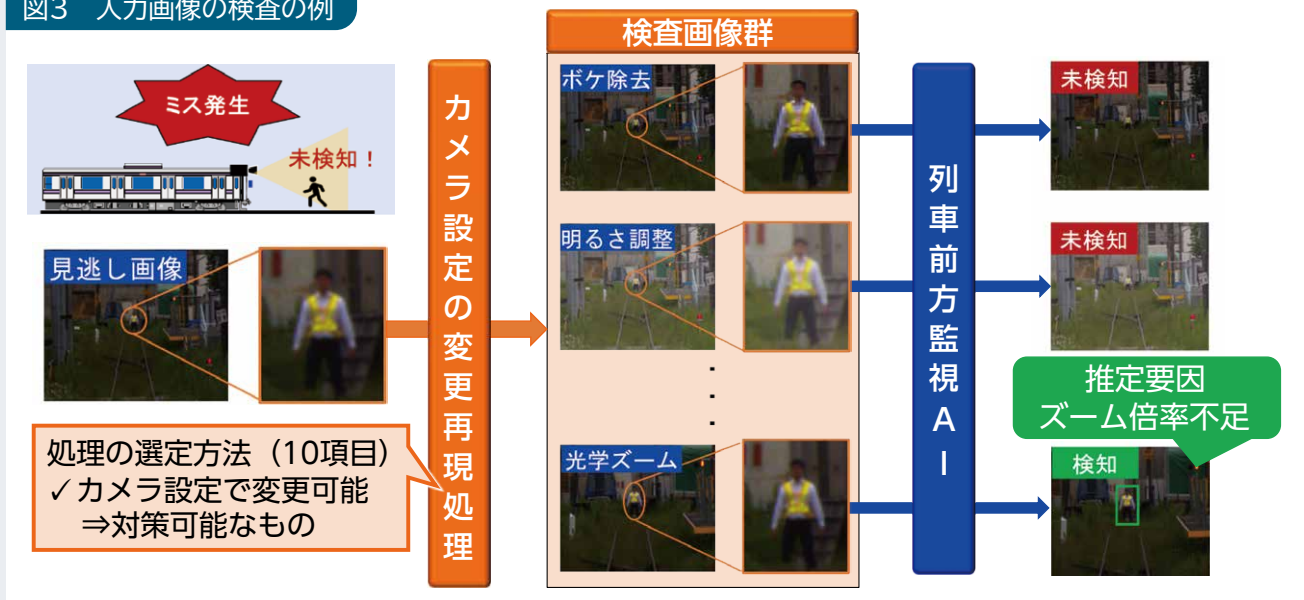 図3 入力画像の検査の例
検査画像群
ミス発生
未検知！
見逃し画像
処理の選定方法（10項目）
✓カメラ設定で変更可能
⇒対策可能なもの
カメラ設定の変更再現処理
ボケ除去
明るさ調整
・
・
・
光学ズーム
列車前方監視AI
未検知
未検知
推定要因
ズーム倍率不足
検知